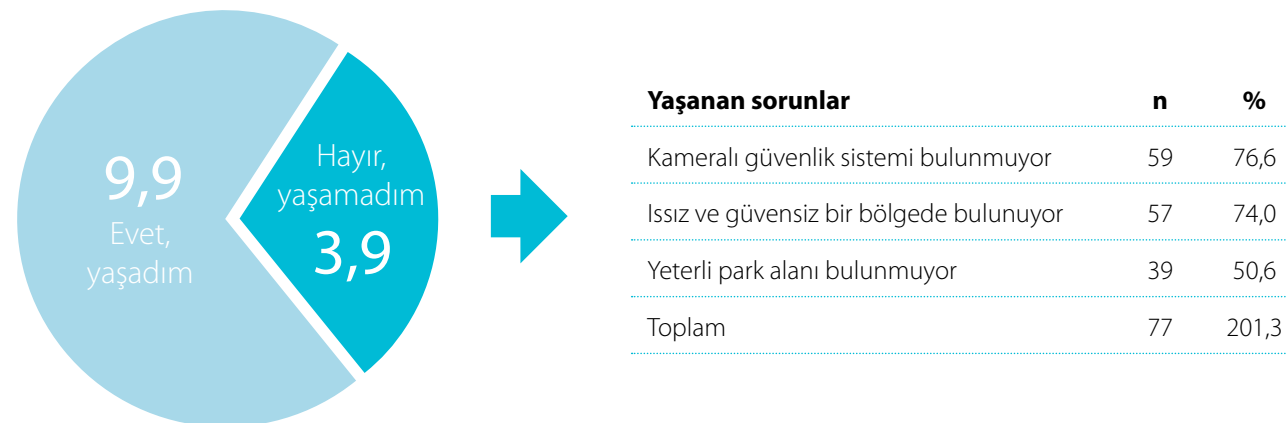 9,9
Evet,
yaşadım
Hayır,
yaşamadım
3,9
Yaşanan sorunlar n %
Kameralı güvenlik sistemi bulunmuyor 59 76,6
Issız ve güvensiz bir bölgede bulunuyor 57 74,0
Yeterli park alanı bulunmuyor 39 50,6
Toplam 77 201,3